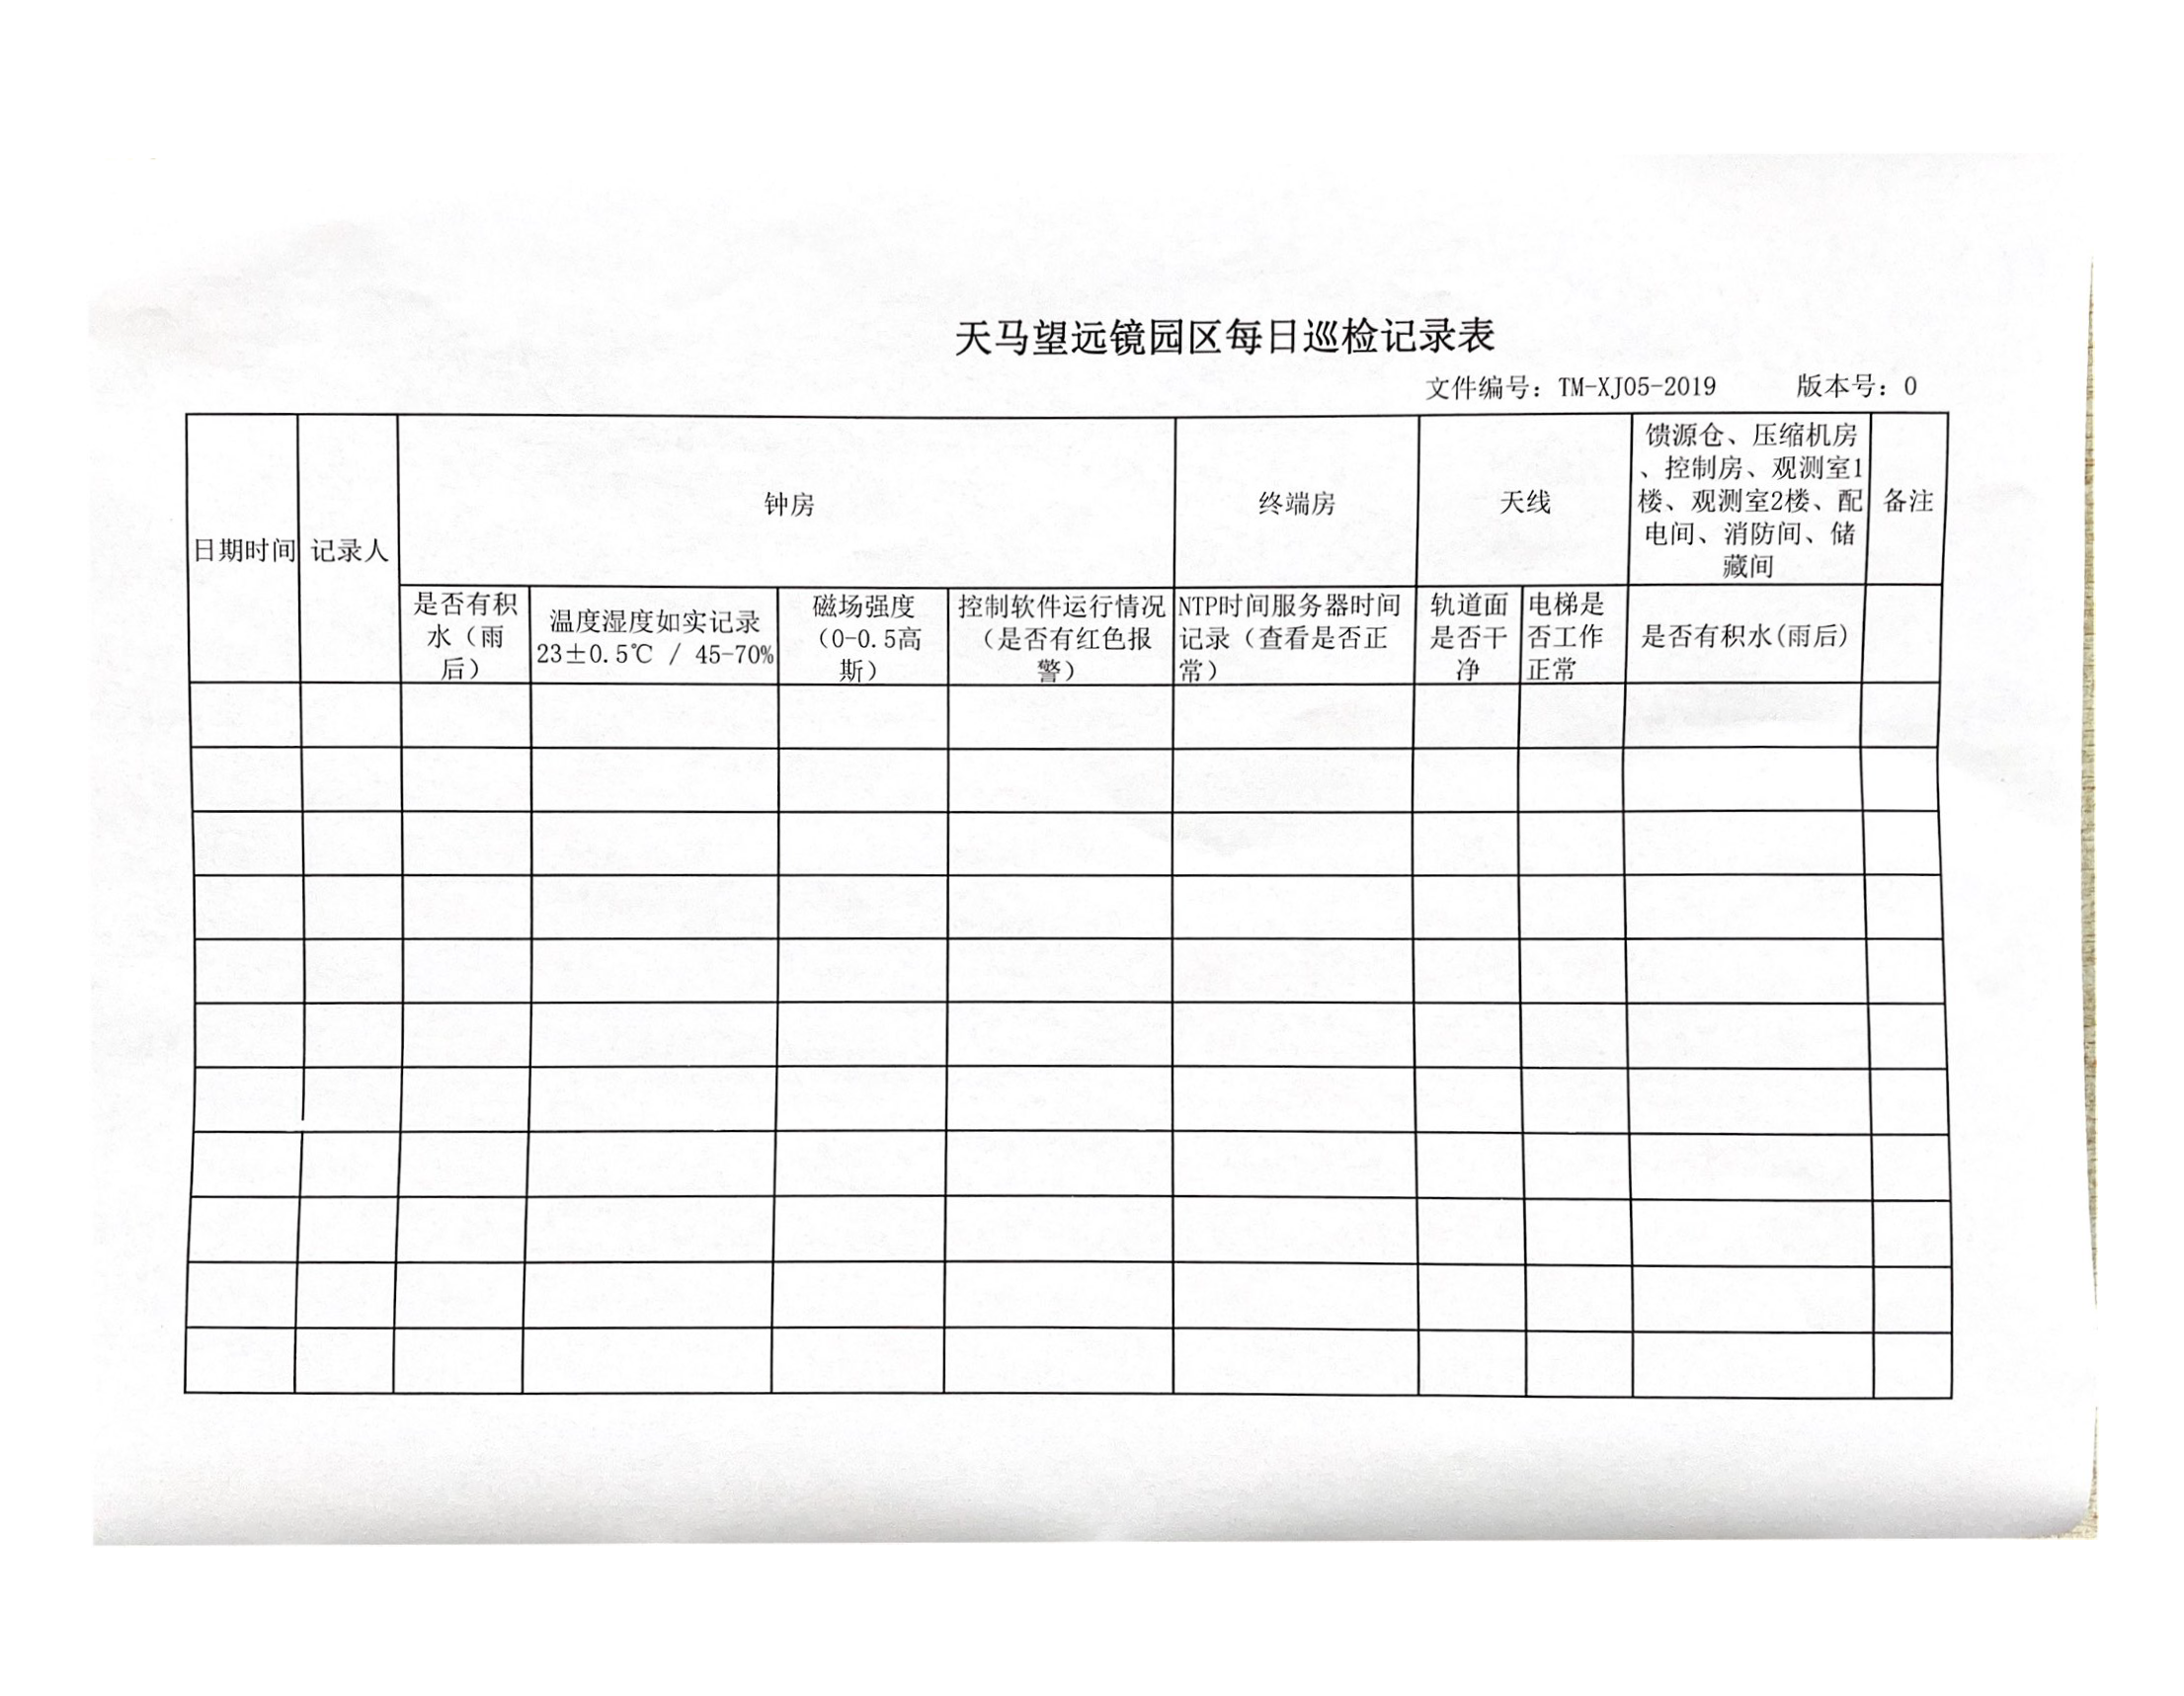 天马望远镜园区每日巡检记录表
文件编号：TM-XJ05-2019 版本号：0
日期时间
记录人
钟房
终端房
天线
馈源仓、压缩机房
、控制房、观测室1
楼、观测室2楼、配
电间、消防间、储
藏间
备注
是否有积
水（雨
后）
温度湿度如实记录
23±0.5℃ / 45-70%
磁场强度
（0-0.5高
斯）
控制软件运行情况
（是否有红色报
警）
NTP时间服务器时间
记录（查看是否正
常）
轨道面
是否干
净
电梯是
否工作
正常
是否有积水(雨后)